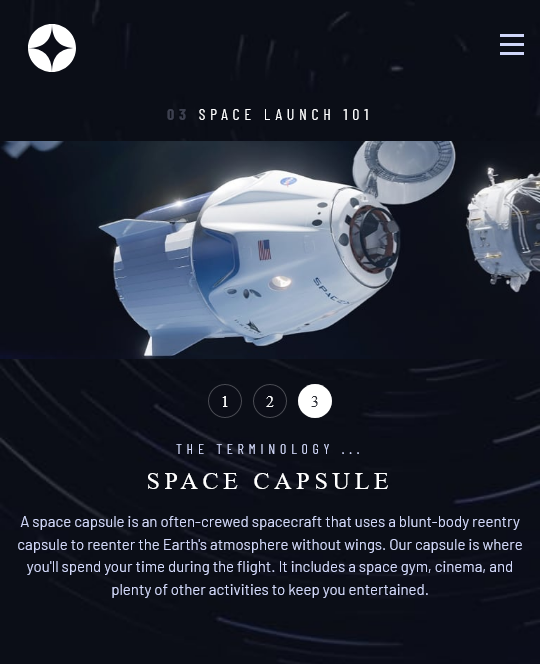 03 SPACE LAUNCH 101
SPACEX
1 2 3
THE TERMINOLOGY ...
SPACE CAPSULE
A space capsule is an often-crewed spacecraft that uses a blunt-body reentry
capsule to reenter the Earth's atmosphere without wings. Our capsule is where
you'll spend your time during the flight. It includes a space gym, cinema, and
plenty of other activities to keep you entertained.